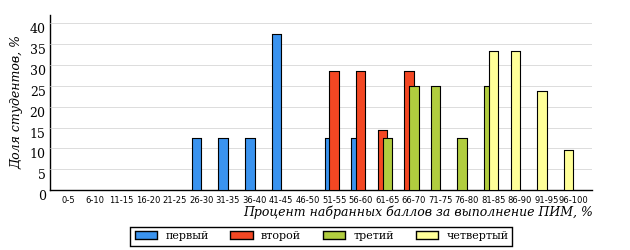 Доля студентов, %
40
35
30
25
20
15
10
5
0
0-5 6-10 11-15 16-20 21-25 26-30 31-35 36-40 41-45 46-50 51-55 56-60 61-65 66-70 71-75 76-80 81-85 86-90 91-95 96-100
Процент набранных баллов за выполнение ПИМ, %
первый второй третий четвертый